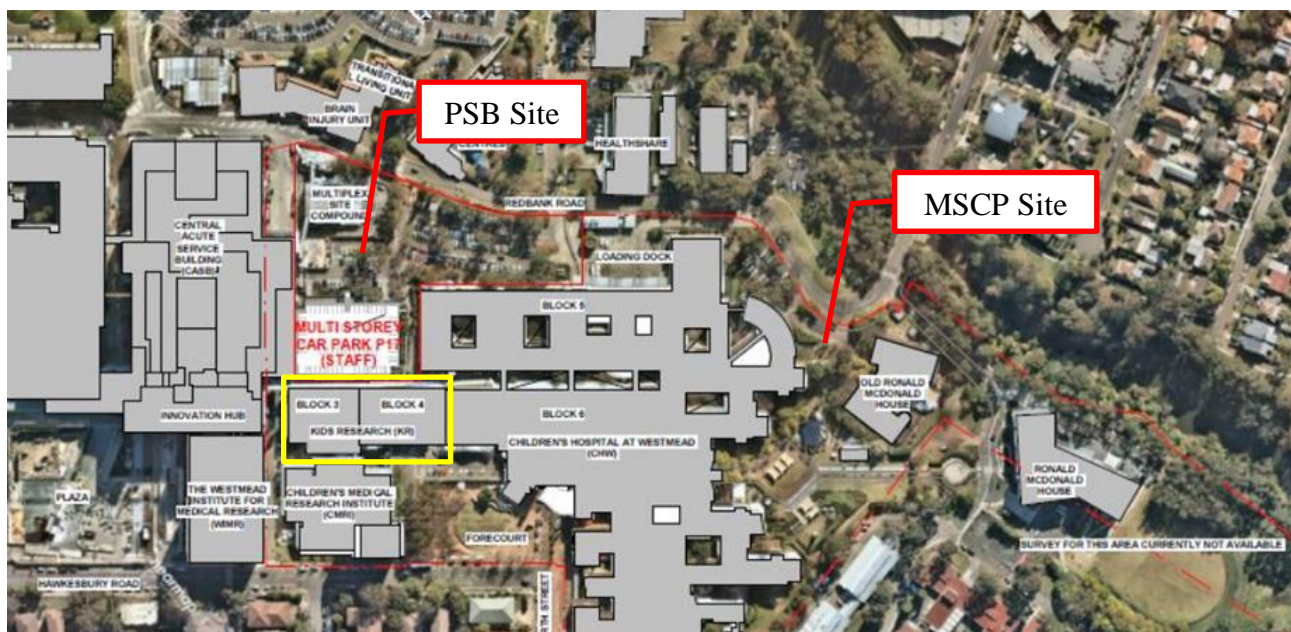 TRANSITIONA
L LIVING UNIT
BRAIN
INJURY UNIT
PSB Site
CENTRES
HEALTHSHARE
MULTIPLEX
SITE
COMPOUND
REDBANK ROAD
MSCP Site
CENTRAL
ACUTE
SERVICE
BUILDING
(CASB)
LOADING DOCK
BLOCK 5
MULTI STOREY
CAR PARK P17
(STAFF)
OLD RONALD
MCDONALD
HOUSE
BLOCK 3
BLOCK 4
KIDS RESEARCH (KR)
INNOVATION HUB
BLOCK 6
CHILDREN'S HOSPITAL AT WESTMEAD
(CHW)
RONALD
MCDONALD
HOUSE
PLAZA
THE WESTMEAD
INSTITUTE FOR
MEDICAL RESEARCH
(WIMR)
CHILDREN'S MEDICAL
RESEARCH INSTITUTE
(CMRI)
FORECOURT
SURVEY FOR THIS AREA CURRENTLY NOT AVAILABLE
HAWKESBURY ROAD
RTH STREET